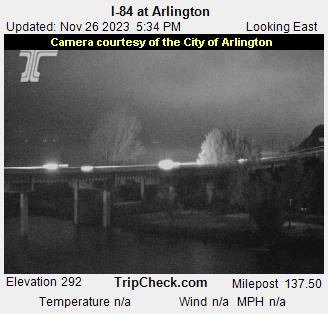 I-84 at Arlington
Updated: Nov 26 2023 5:34 PM Looking East
Camera courtesy of the City of Arlington
Elevation 292 TripCheck.com Milepost 137.50
Temperature n/a Wind n/a MPH n/a